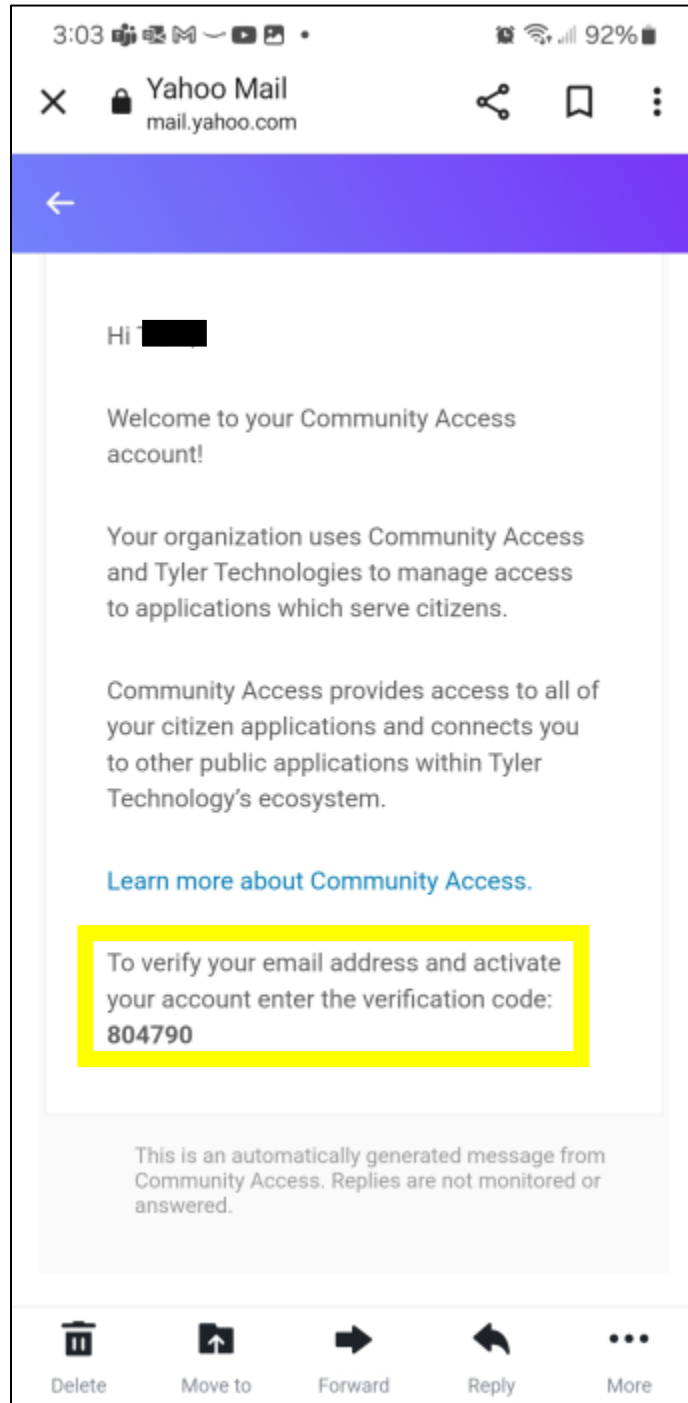 3:03 92%
Yahoo Mail
mail.yahoo.com
Hi
Welcome to your Community Access
account!
Your organization uses Community Access
and Tyler Technologies to manage access
to applications which serve citizens.
Community Access provides access to all of
your citizen applications and connects you
to other public applications within Tyler
Technology’s ecosystem.
Learn more about Community Access.
To verify your email address and activate
your account enter the verification code:
804790
This is an automatically generated message from
Community Access. Replies are not monitored or
answered.
Delete Move to Forward Reply More